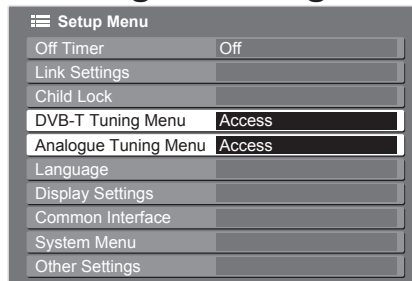 Setup Menu
Off Timer Off
Link Settings
Child Lock
DVB-T Tuning Menu Access
Analogue Tuning Menu Access
Language
Display Settings
Common Interface
System Menu
Other Settings